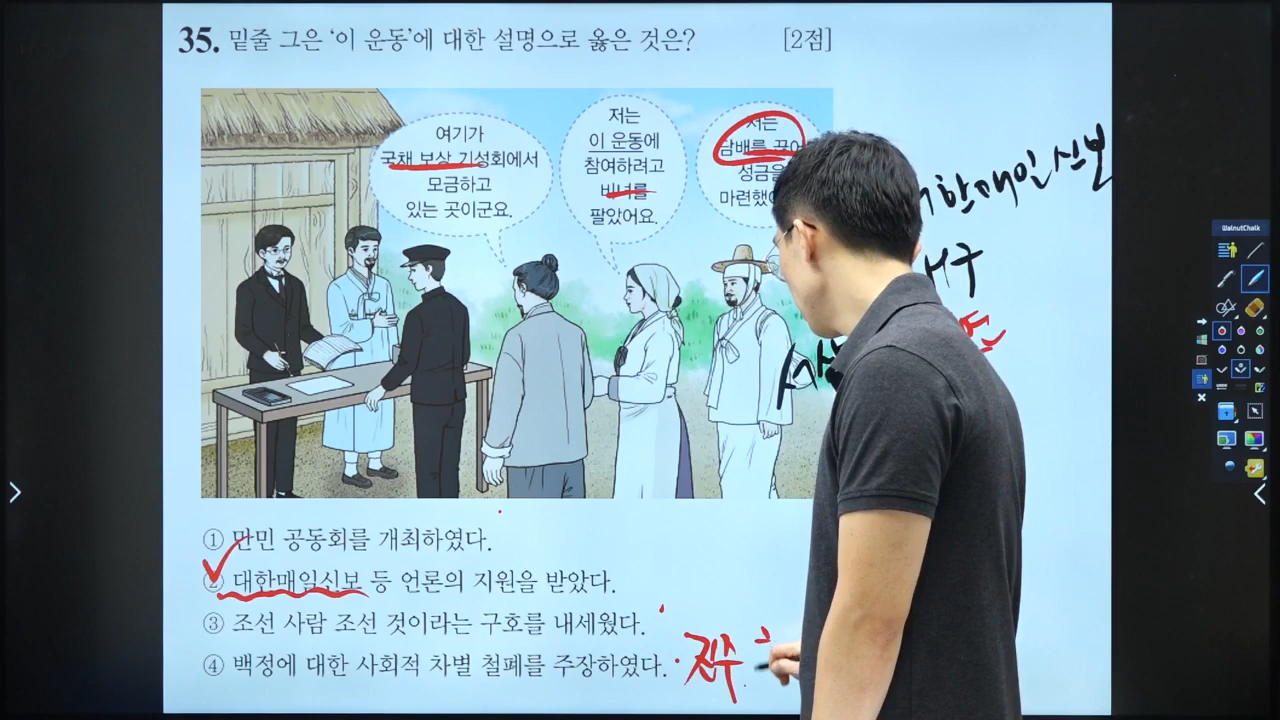 35. 밑줄 그은 '이 운동'에 대한 설명으로 옳은 것은? [2점]
여기가
국채 보상 기성회에서
모금하고
있는 곳이군요.
저는
이 운동에
참여하려고
비녀를
팔았어요.
저는
담배를 끊어
성금을
마련했
① 만민 공동회를 개최하였다.
② 대한매일신보 등 언론의 지원을 받았다.
③ 조선 사람 조선 것이라는 구호를 내세웠다.
④ 백정에 대한 사회적 차별 철폐를 주장하였다.
한매일신보
진주
WalnutChalk